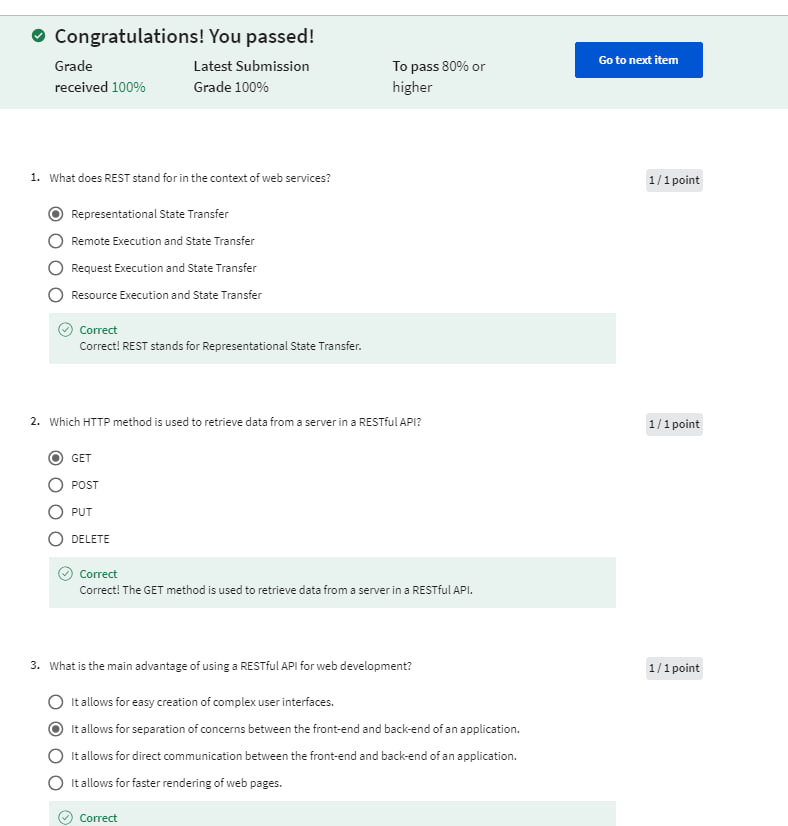 Congratulations! You passed!
Grade received 100%
Latest Submission Grade 100%
To pass 80% or higher
Go to next item
1. What does REST stand for in the context of web services?
1 / 1 point
Representational State Transfer
Remote Execution and State Transfer
Request Execution and State Transfer
Resource Execution and State Transfer
Correct
Correct! REST stands for Representational State Transfer.
2. Which HTTP method is used to retrieve data from a server in a RESTful API?
1 / 1 point
GET
POST
PUT
DELETE
Correct
Correct! The GET method is used to retrieve data from a server in a RESTful API.
3. What is the main advantage of using a RESTful API for web development?
1 / 1 point
It allows for easy creation of complex user interfaces.
It allows for separation of concerns between the front-end and back-end of an application.
It allows for direct communication between the front-end and back-end of an application.
It allows for faster rendering of web pages.
Correct